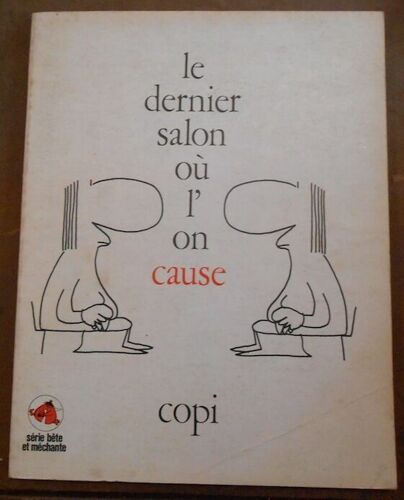 le
dernier
salon
où
l'
on
cause
copi
série bête
et méchante